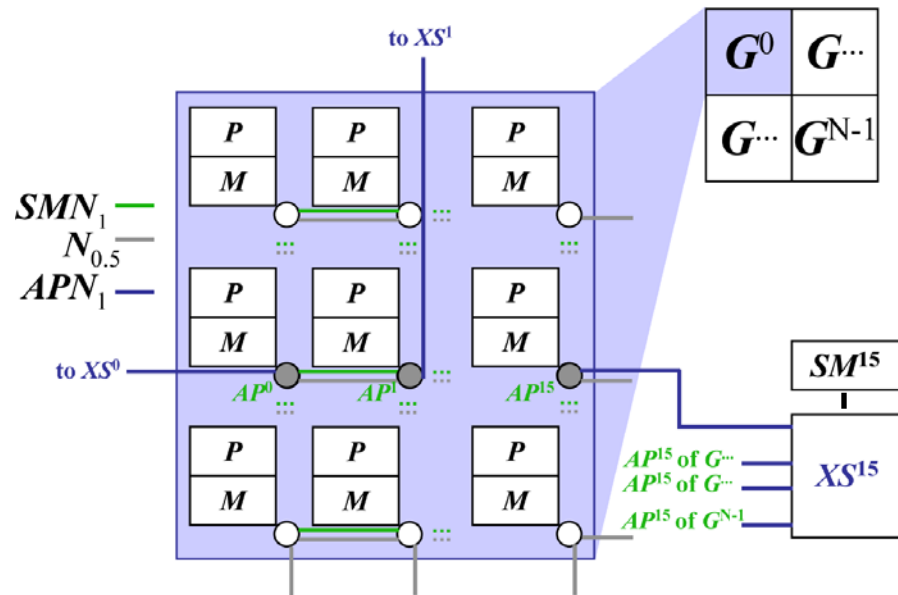 to XS¹
G⁰ G···
G··· Gᴺ⁻¹
P P P
M M M
SMN₁
N₀.₅
APN₁
P P P
M M M
to XS⁰
AP⁰ AP¹ AP¹⁵
SM¹⁵
P P P
M M M
AP¹⁵ of G···
AP¹⁵ of G···
AP¹⁵ of Gᴺ⁻¹
XS¹⁵